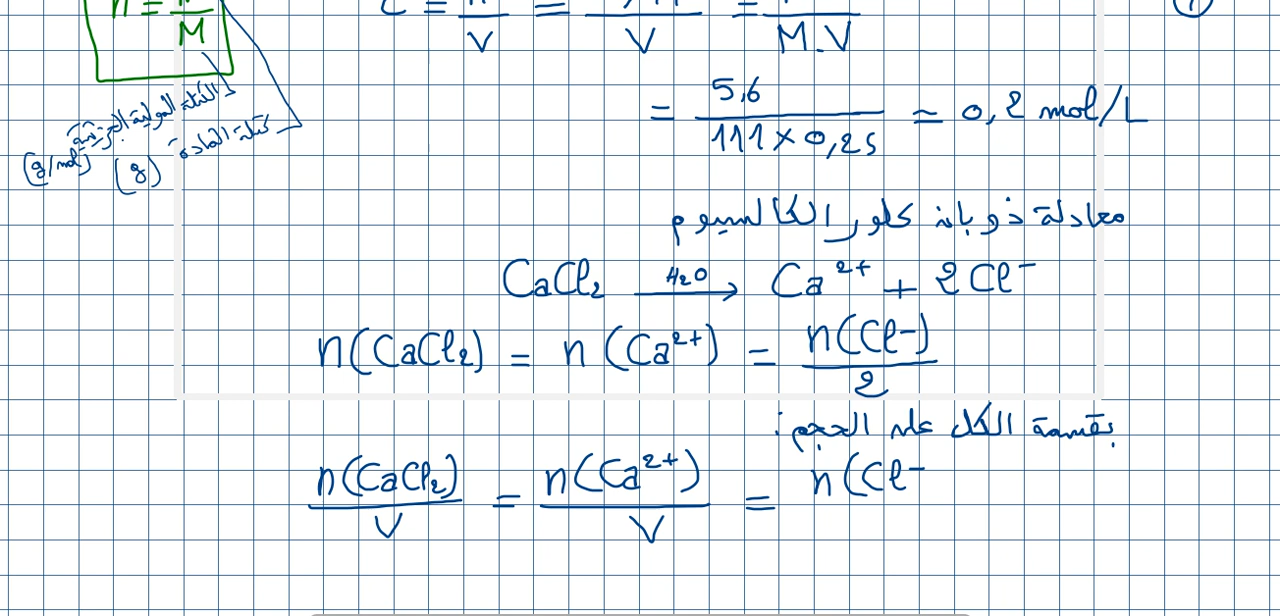 n = m/M
C = n/V = m/M/V = m/M.V
①
الكتلة المولية الجزيئية (g/mol)
كتلة المادة (g)
= 5,6/111×0,25 ≃ 0,2 mol/L
معادلة ذوبان كلور الكالسيوم
CaCl₂ —H₂O→ Ca²⁺ + 2Cl⁻
n(CaCl₂) = n(Ca²⁺) = n(Cl⁻)/2
بقسمة الكل على الحجم:
n(CaCl₂)/V = n(Ca²⁺)/V = n(Cl⁻